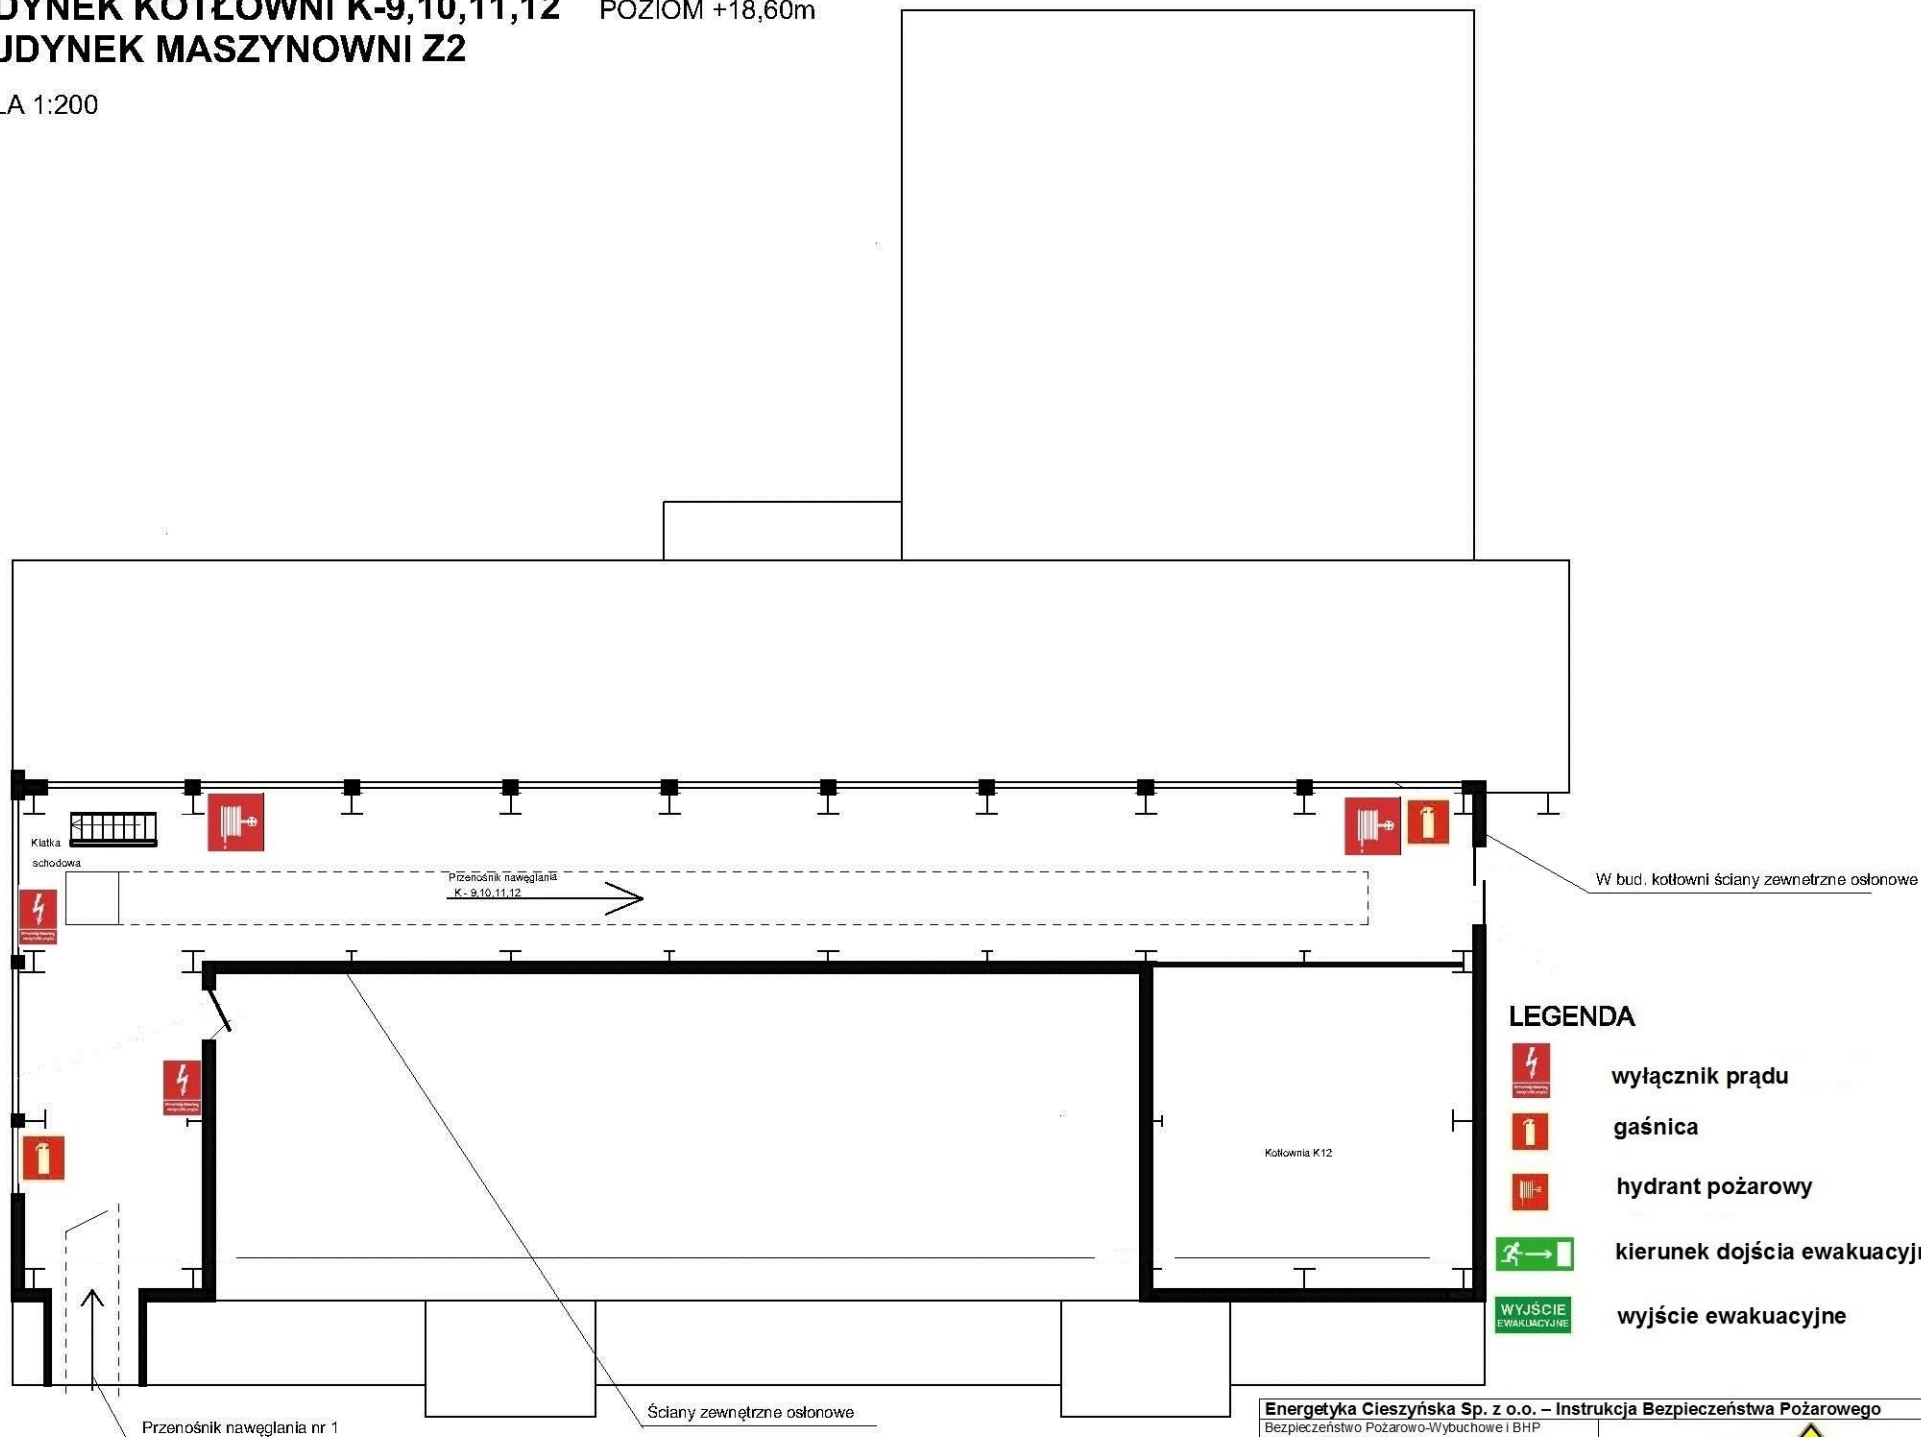 DYNEK KOTŁOWNI K-9,10,11,12 POZIOM +18,60m
UDYNEK MASZYNOWNI Z2
LA 1:200
Klatka
schodowa
Przenośnik nawęglania
K - 9,10,11,12
W bud. kotłowni ściany zewnetrzne osłonowe
Kotłownia K12
LEGENDA
wyłącznik prądu
gaśnica
hydrant pożarowy
kierunek dojścia ewakuacyjn
WYJŚCIE
EWAKUACYJNE
wyjście ewakuacyjne
Ściany zewnętrzne osłonowe
Przenośnik nawęglania nr 1
Energetyka Cieszyńska Sp. z o.o. – Instrukcja Bezpieczeństwa Pożarowego
Bezpieczeństwo Pożarowo-Wybuchowe i BHP